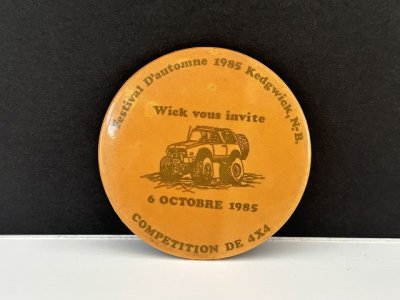 Festival D'automne 1985 Kedgwick, N.-B.
Wick vous invite
6 OCTOBRE 1985
COMPETITION DE 4X4